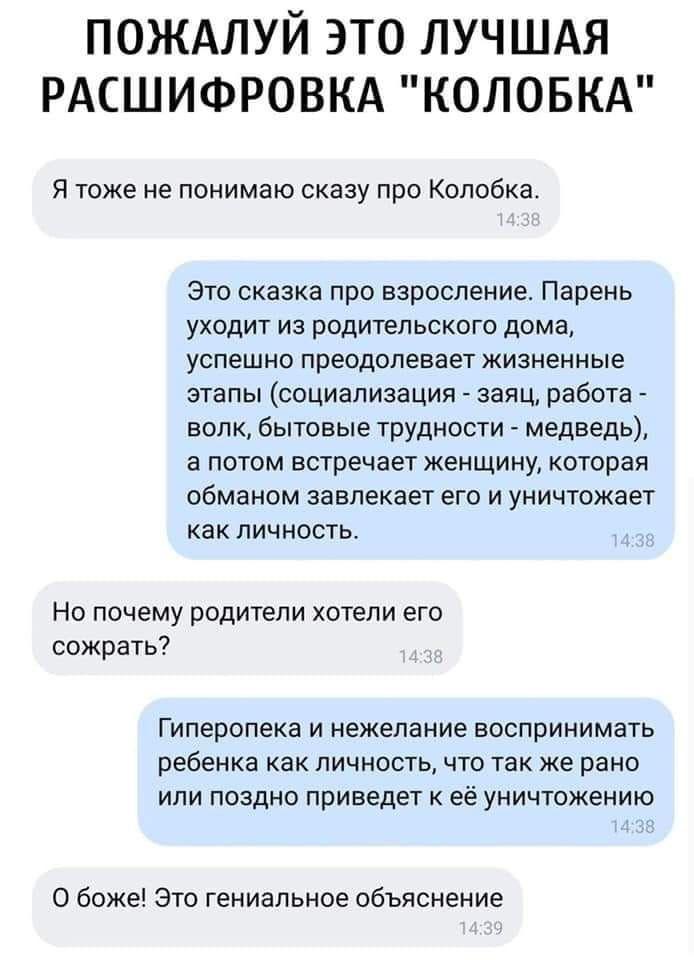 ПОЖАЛУЙ ЭТО ЛУЧШАЯ
РАСШИФРОВКА "КОЛОБКА"
Я тоже не понимаю сказу про Колобка.
14:38
Это сказка про взросление. Парень
уходит из родительского дома,
успешно преодолевает жизненные
этапы (социализация - заяц, работа -
волк, бытовые трудности - медведь),
а потом встречает женщину, которая
обманом завлекает его и уничтожает
как личность.
14:38
Но почему родители хотели его
сожрать?
14:38
Гиперопека и нежелание воспринимать
ребенка как личность, что так же рано
или поздно приведет к её уничтожению
14:38
О боже! Это гениальное объяснение
14:39